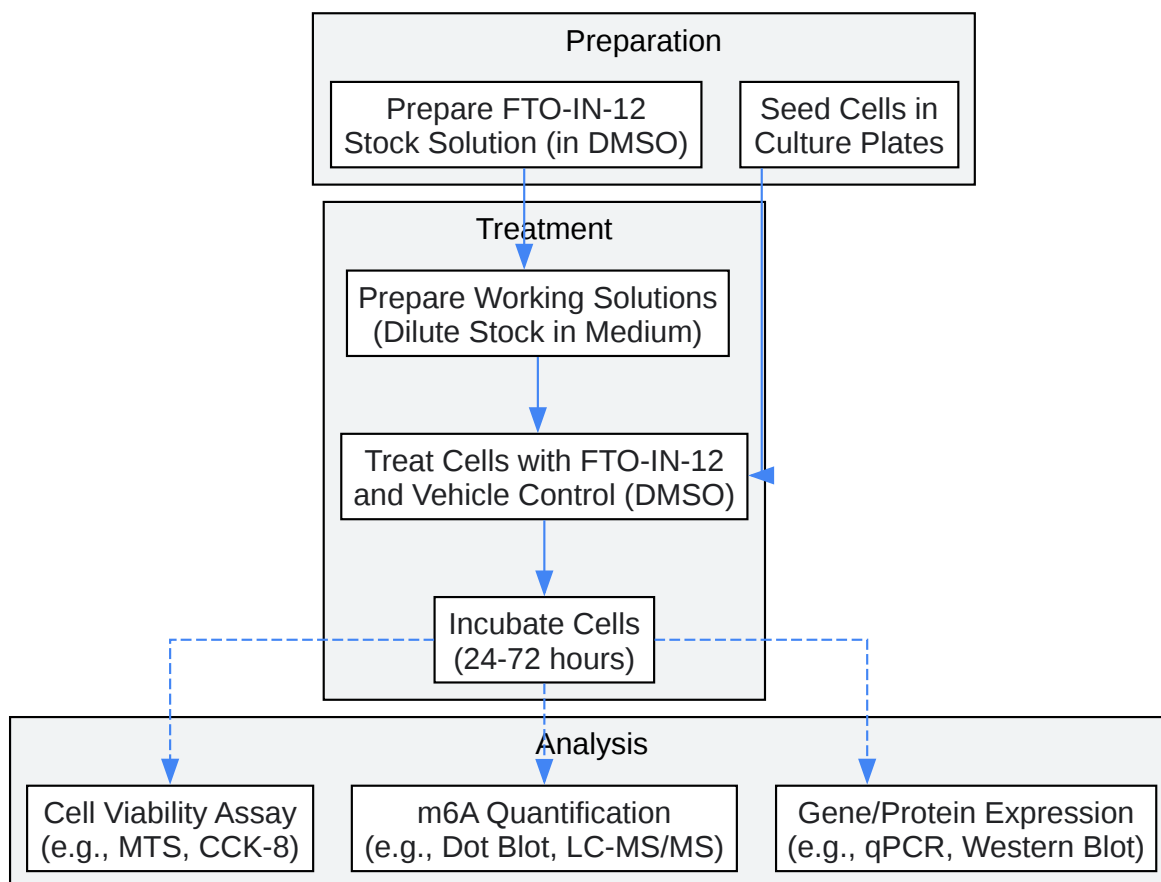 Preparation
Prepare FTO-IN-12
Stock Solution (in DMSO)
Seed Cells in
Culture Plates
Treatment
Prepare Working Solutions
(Dilute Stock in Medium)
Treat Cells with FTO-IN-12
and Vehicle Control (DMSO)
Incubate Cells
(24-72 hours)
Analysis
Cell Viability Assay
(e.g., MTS, CCK-8)
m6A Quantification
(e.g., Dot Blot, LC-MS/MS)
Gene/Protein Expression
(e.g., qPCR, Western Blot)